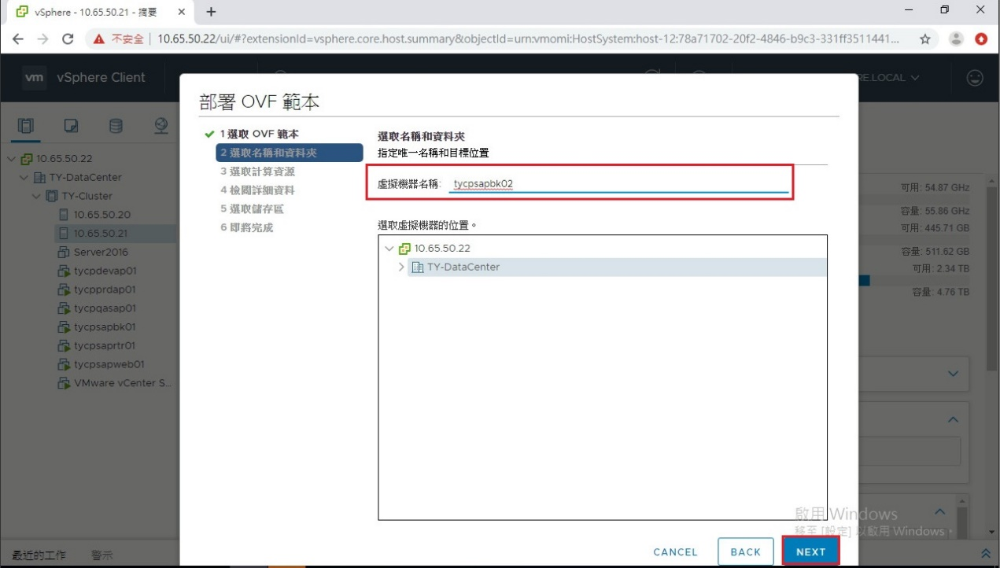 vSphere - 10.65.50.21 - 摘要
不安全 | 10.65.50.22/ui/#?extensionId=vsphere.core.host.summary&objectId=urn:vmomi:HostSystem:host-12:78a71702-20f2-4846-b9c3-331ff3511441...
vm vSphere Client
RE.LOCAL
部署 OVF 範本
1 選取 OVF 範本
2 選取名稱和資料夾
3 選取計算資源
4 檢閱詳細資料
5 選取儲存區
6 即將完成
選取名稱和資料夾
指定唯一名稱和目標位置
虛擬機器名稱: tycpsapbk02
選取虛擬機器的位置。
10.65.50.22
TY-DataCenter
10.65.50.22
TY-DataCenter
TY-Cluster
10.65.50.20
10.65.50.21
Server2016
tycpdevap01
tycpprdap01
tycpqasap01
tycpsapbk01
tycpsaprtr01
tycpsapweb01
VMware vCenter S...
可用: 54.87 GHz
容量: 55.86 GHz
可用: 445.71 GB
容量: 511.62 GB
可用: 2.34 TB
容量: 4.76 TB
啟用 Windows
移至 [設定] 以啟用 Windows。
CANCEL BACK NEXT
最近的工作 警示